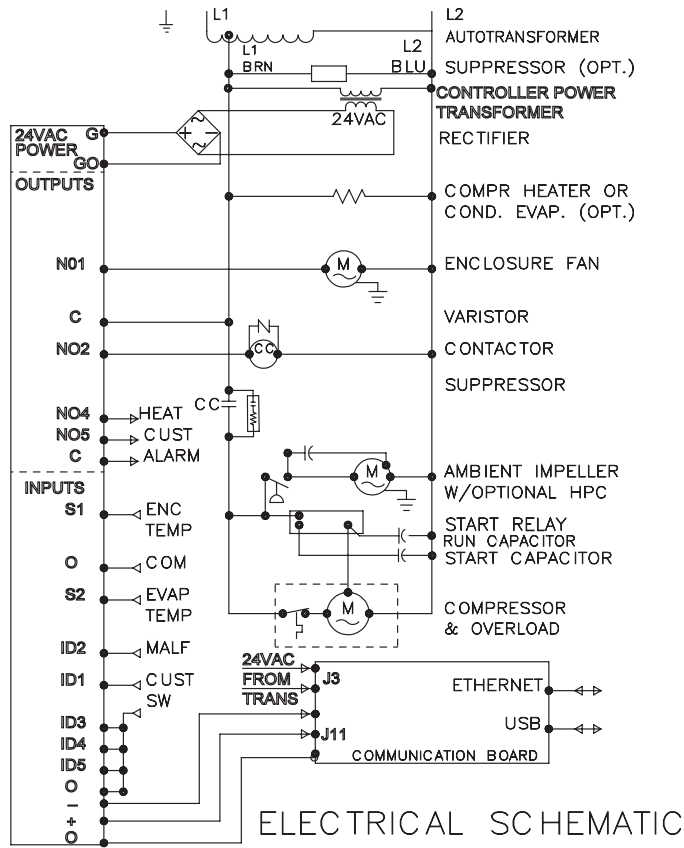 L1
L2
AUTOTRANSFORMER
L1
BRN
L2
BLU
SUPPRESSOR (OPT.)
CONTROLLER POWER
TRANSFORMER
24VAC
RECTIFIER
24VAC
POWER
G
GO
OUTPUTS
COMPR HEATER OR
COND. EVAP. (OPT.)
N01
M
ENCLOSURE FAN
C
VARISTOR
N
NO2
CC
CONTACTOR
SUPPRESSOR
CC
NO4
HEAT
NO5
CUST
C
ALARM
INPUTS
M
AMBIENT IMPELLER
W/OPTIONAL HPC
S1
ENC
TEMP
START RELAY
RUN CAPACITOR
START CAPACITOR
O
COM
S2
EVAP
TEMP
M
COMPRESSOR
& OVERLOAD
ID2
MALF
ID1
CUST
SW
24VAC
FROM
TRANS
J3
ETHERNET
ID3
ID4
ID5
O
USB
J11
COMMUNICATION BOARD
-
+
O
ELECTRICAL SCHEMATIC